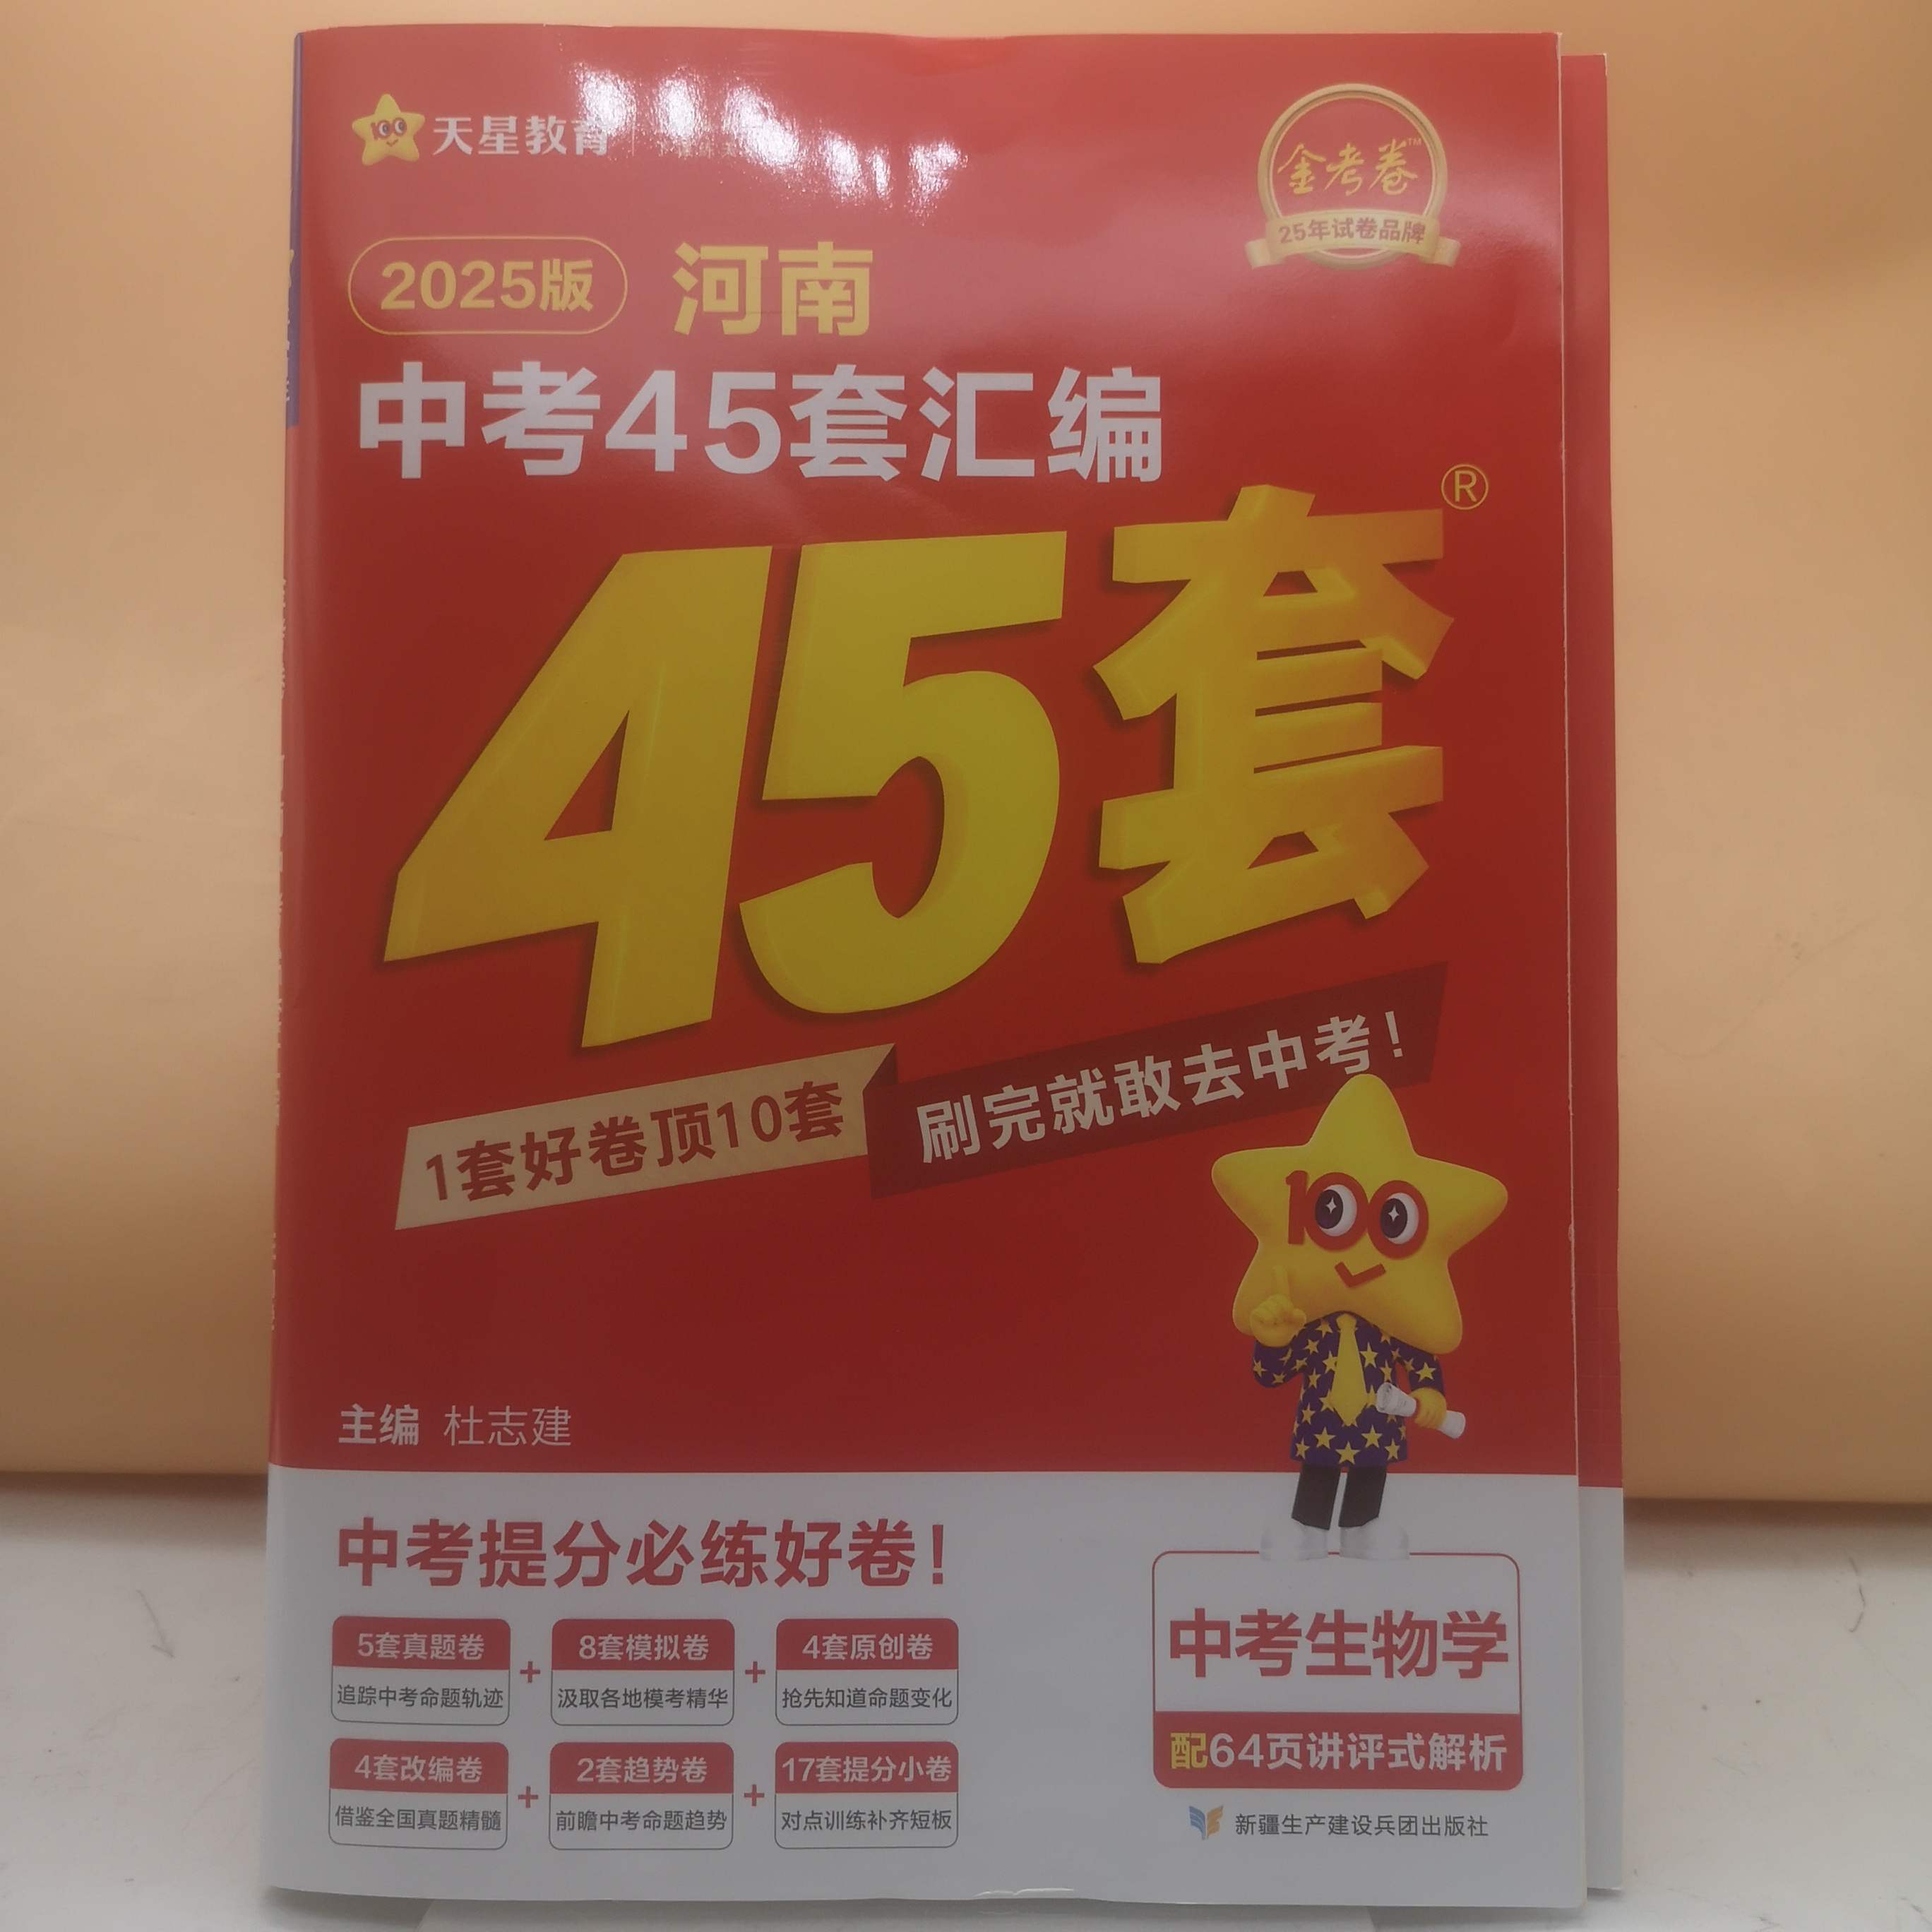 天星教育
金考卷™
25年试卷品牌
2025版 河南
中考45套汇编
45套®
1套好卷顶10套 刷完就敢去中考!
100
主编 杜志建
中考提分必练好卷!
5套真题卷 + 8套模拟卷 + 4套原创卷
追踪中考命题轨迹 汲取各地模考精华 抢先知道命题变化
4套改编卷 + 2套趋势卷 + 17套提分小卷
借鉴全国真题精髓 前瞻中考命题趋势 对点训练补齐短板
中考生物学
配64页讲评式解析
新疆生产建设兵团出版社